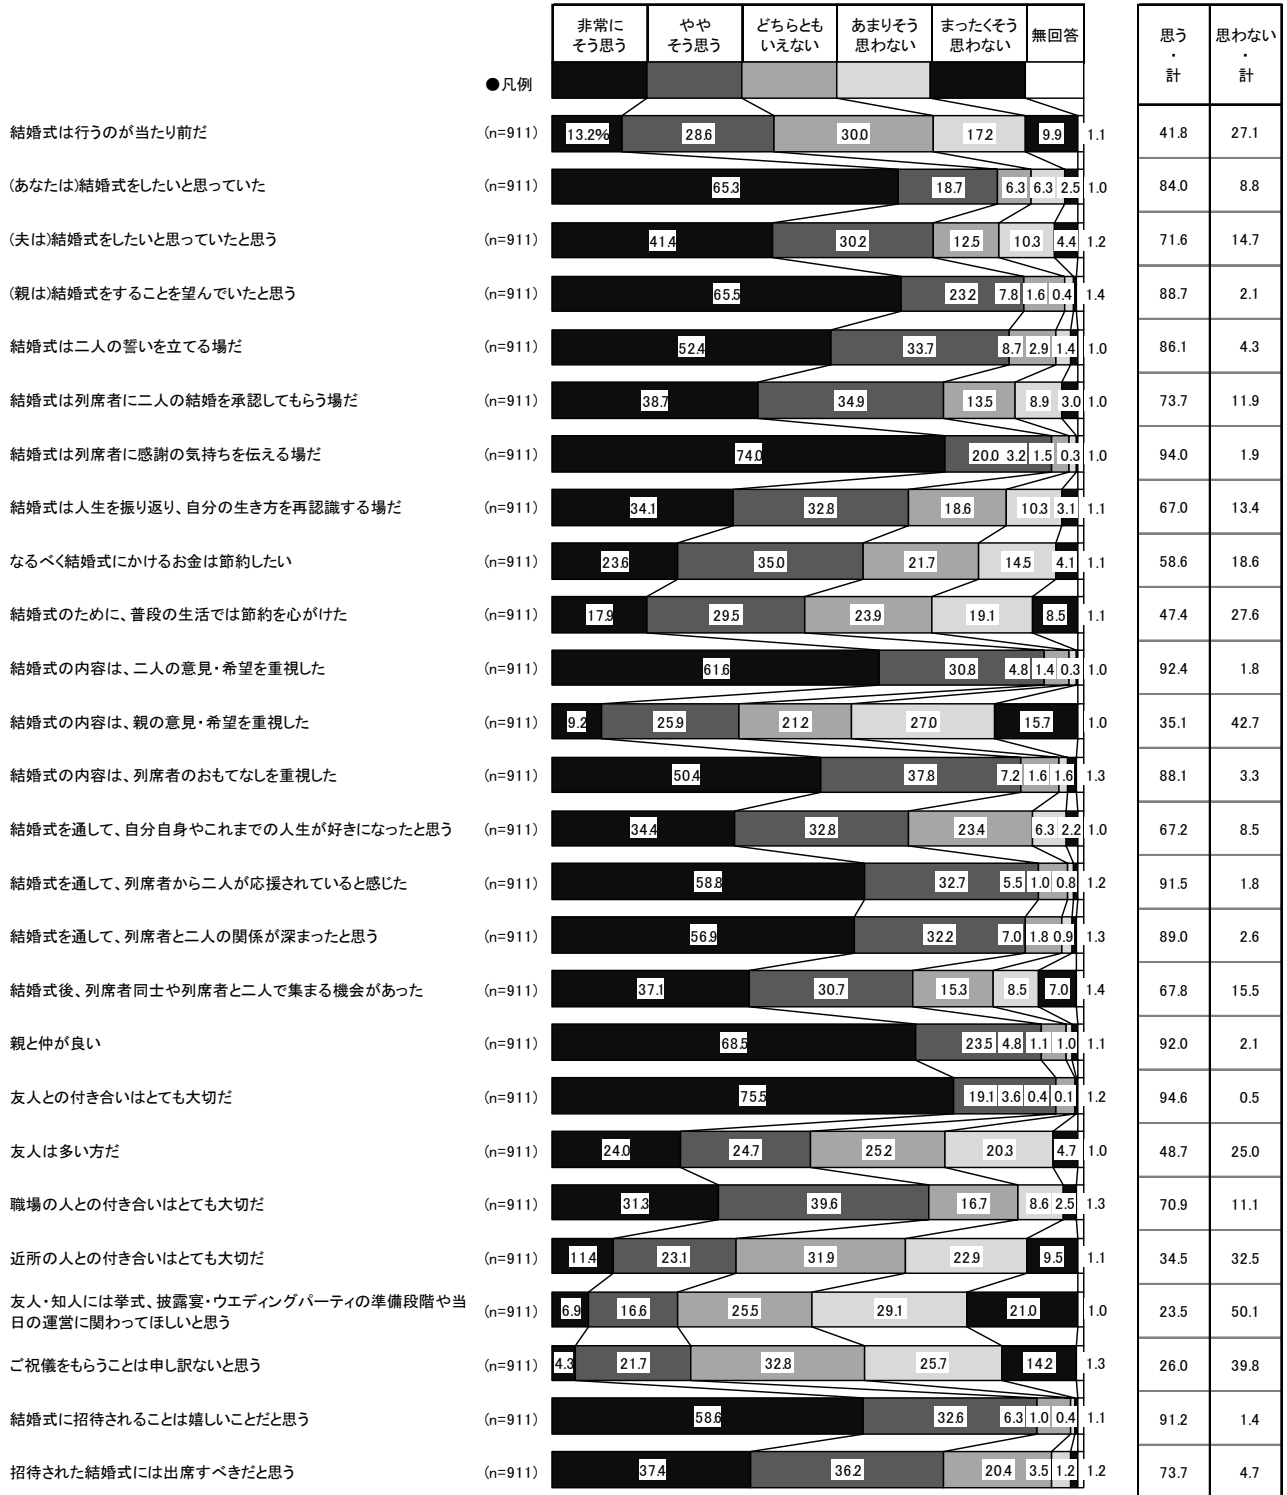 非常に
そう思う
やや
そう思う
どちらとも
いえない
あまりそう
思わない
まったくそう
思わない
無回答
思う
・
計
思わない
・
計
●凡例
結婚式は行うのが当たり前だ (n=911) 13.2% 28.6 30.0 17.2 9.9 1.1 41.8 27.1
(あなたは)結婚式をしたいと思っていた (n=911) 65.3 18.7 6.3 6.3 2.5 1.0 84.0 8.8
(夫は)結婚式をしたいと思っていたと思う (n=911) 41.4 30.2 12.5 10.3 4.4 1.2 71.6 14.7
(親は)結婚式をすることを望んでいたと思う (n=911) 65.5 23.2 7.8 1.6 0.4 1.4 88.7 2.1
結婚式は二人の誓いを立てる場だ (n=911) 52.4 33.7 8.7 2.9 1.4 1.0 86.1 4.3
結婚式は列席者に二人の結婚を承認してもらう場だ (n=911) 38.7 34.9 13.5 8.9 3.0 1.0 73.7 11.9
結婚式は列席者に感謝の気持ちを伝える場だ (n=911) 74.0 20.0 3.2 1.5 0.3 1.0 94.0 1.9
結婚式は人生を振り返り、自分の生き方を再認識する場だ (n=911) 34.1 32.8 18.6 10.3 3.1 1.1 67.0 13.4
なるべく結婚式にかけるお金は節約したい (n=911) 23.6 35.0 21.7 14.5 4.1 1.1 58.6 18.6
結婚式のために、普段の生活では節約を心がけた (n=911) 17.9 29.5 23.9 19.1 8.5 1.1 47.4 27.6
結婚式の内容は、二人の意見・希望を重視した (n=911) 61.6 30.8 4.8 1.4 0.3 1.0 92.4 1.8
結婚式の内容は、親の意見・希望を重視した (n=911) 9.2 25.9 21.2 27.0 15.7 1.0 35.1 42.7
結婚式の内容は、列席者のおもてなしを重視した (n=911) 50.4 37.8 7.2 1.6 1.6 1.3 88.1 3.3
結婚式を通して、自分自身やこれまでの人生が好きになったと思う (n=911) 34.4 32.8 23.4 6.3 2.2 1.0 67.2 8.5
結婚式を通して、列席者から二人が応援されていると感じた (n=911) 58.8 32.7 5.5 1.0 0.8 1.2 91.5 1.8
結婚式を通して、列席者と二人の関係が深まったと思う (n=911) 56.9 32.2 7.0 1.8 0.9 1.3 89.0 2.6
結婚式後、列席者同士や列席者と二人で集まる機会があった (n=911) 37.1 30.7 15.3 8.5 7.0 1.4 67.8 15.5
親と仲が良い (n=911) 68.5 23.5 4.8 1.1 1.0 1.1 92.0 2.1
友人との付き合いはとても大切だ (n=911) 75.5 19.1 3.6 0.4 0.1 1.2 94.6 0.5
友人は多い方だ (n=911) 24.0 24.7 25.2 20.3 4.7 1.0 48.7 25.0
職場の人との付き合いはとても大切だ (n=911) 31.3 39.6 16.7 8.6 2.5 1.3 70.9 11.1
近所の人との付き合いはとても大切だ (n=911) 11.4 23.1 31.9 22.9 9.5 1.1 34.5 32.5
友人・知人には挙式、披露宴・ウエディングパーティの準備段階や当
日の運営に関わってほしいと思う (n=911) 6.9 16.6 25.5 29.1 21.0 1.0 23.5 50.1
ご祝儀をもらうことは申し訳ないと思う (n=911) 4.3 21.7 32.8 25.7 14.2 1.3 26.0 39.8
結婚式に招待されることは嬉しいことだと思う (n=911) 58.6 32.6 6.3 1.0 0.4 1.1 91.2 1.4
招待された結婚式には出席すべきだと思う (n=911) 37.4 36.2 20.4 3.5 1.2 1.2 73.7 4.7